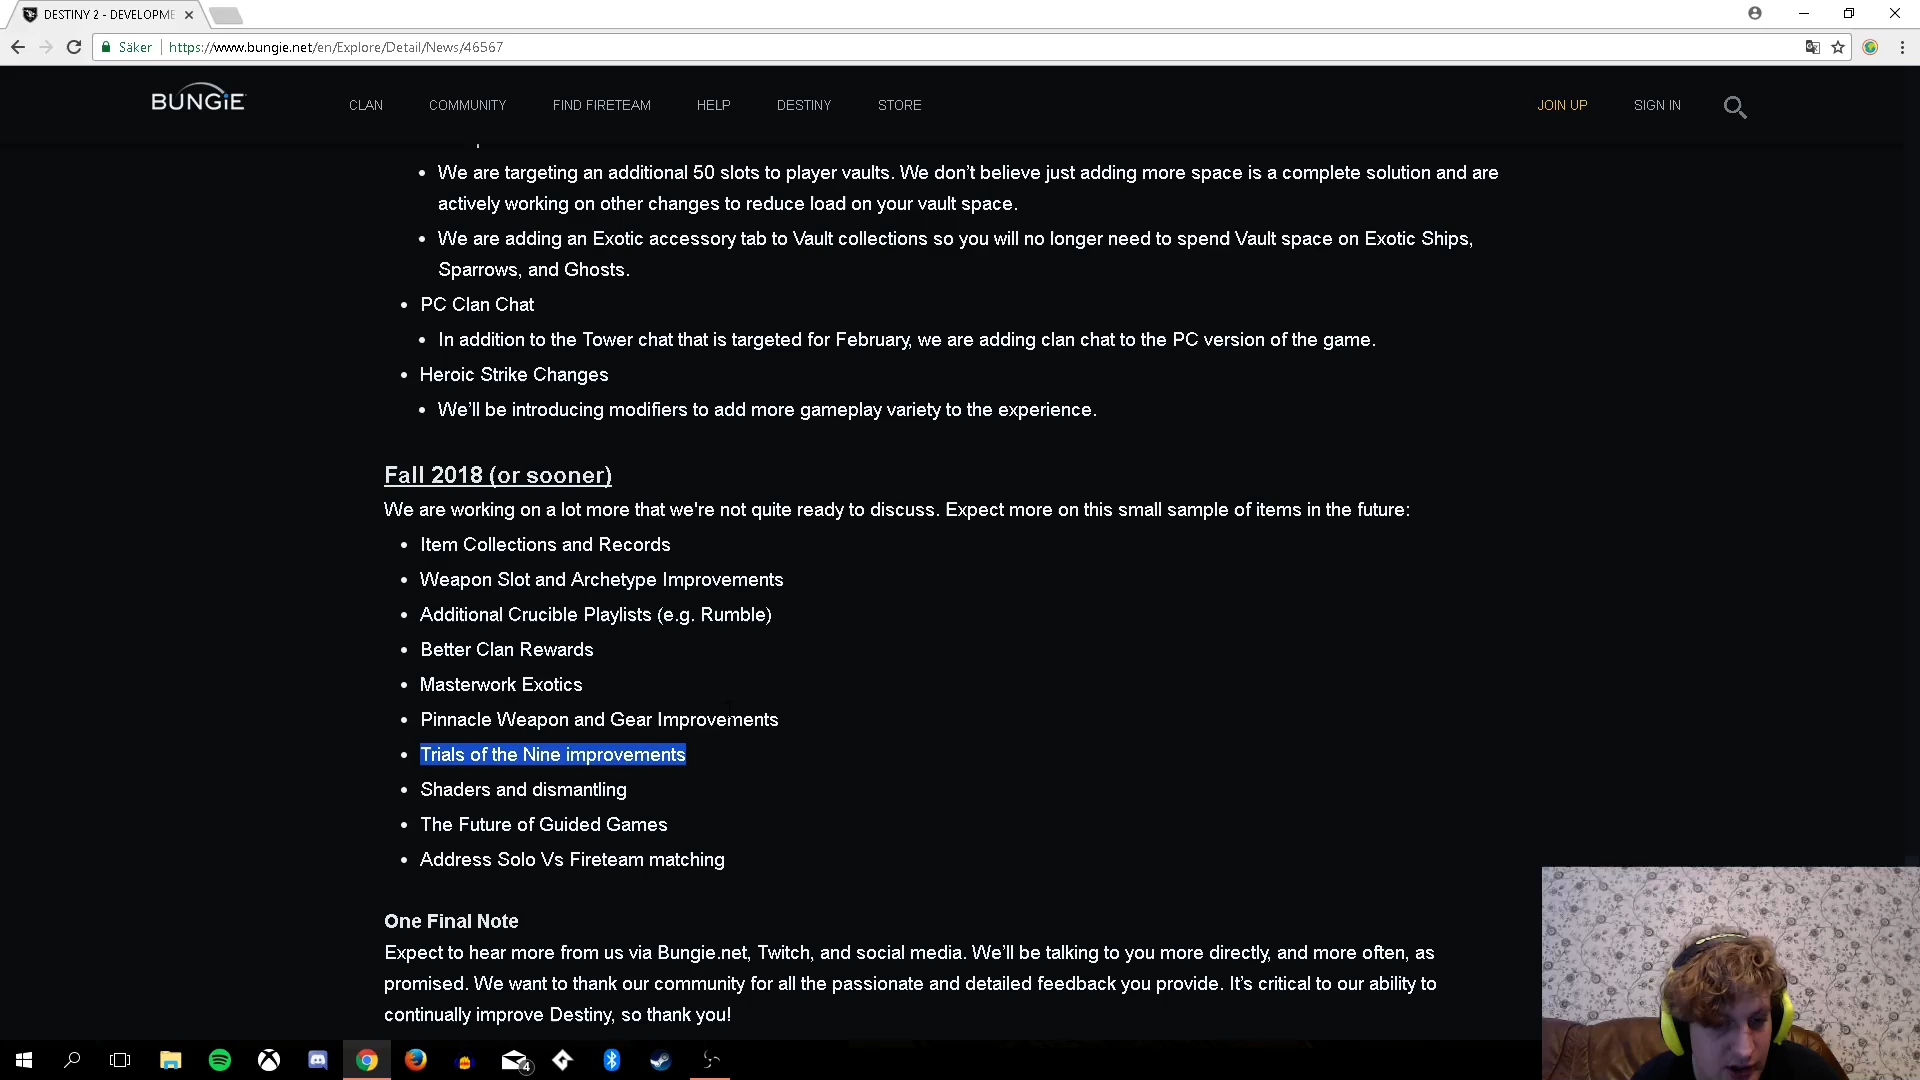 DESTINY 2 - DEVELOPME
Säker
https://www.bungie.net/en/Explore/Detail/News/46567
BUNGIE
CLAN
COMMUNITY
FIND FIRETEAM
HELP
DESTINY
STORE
JOIN UP
SIGN IN
We are targeting an additional 50 slots to player vaults. We don’t believe just adding more space is a complete solution and are
actively working on other changes to reduce load on your vault space.
We are adding an Exotic accessory tab to Vault collections so you will no longer need to spend Vault space on Exotic Ships,
Sparrows, and Ghosts.
PC Clan Chat
In addition to the Tower chat that is targeted for February, we are adding clan chat to the PC version of the game.
Heroic Strike Changes
We’ll be introducing modifiers to add more gameplay variety to the experience.
Fall 2018 (or sooner)
We are working on a lot more that we're not quite ready to discuss. Expect more on this small sample of items in the future:
Item Collections and Records
Weapon Slot and Archetype Improvements
Additional Crucible Playlists (e.g. Rumble)
Better Clan Rewards
Masterwork Exotics
Pinnacle Weapon and Gear Improvements
Trials of the Nine improvements
Shaders and dismantling
The Future of Guided Games
Address Solo Vs Fireteam matching
One Final Note
Expect to hear more from us via Bungie.net, Twitch, and social media. We’ll be talking to you more directly, and more often, as
promised. We want to thank our community for all the passionate and detailed feedback you provide. It’s critical to our ability to
continually improve Destiny, so thank you!
4